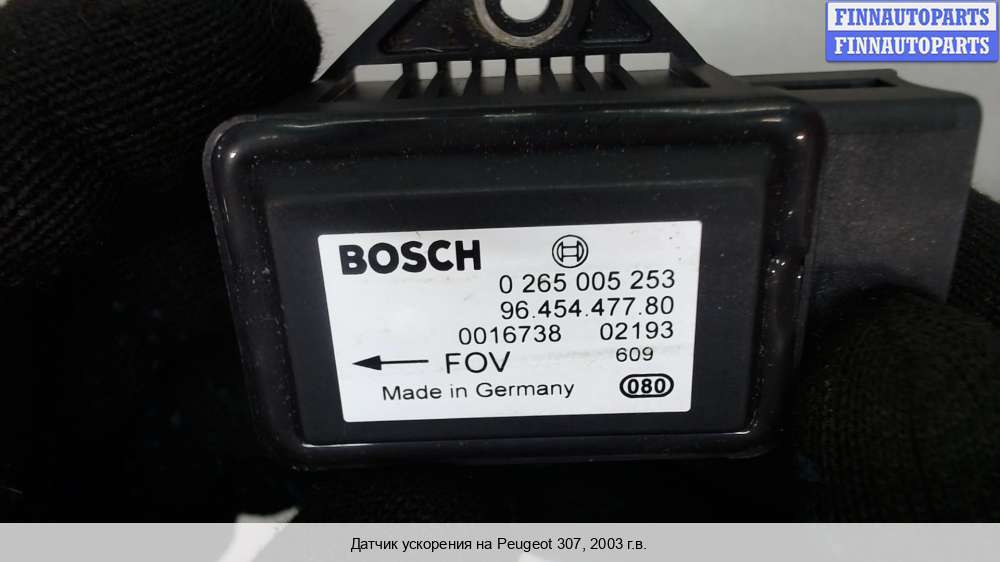 FINNAUTOPARTS
FINNAUTOPARTS
BOSCH
0 265 005 253
96.454.477.80
0016738 02193
FOV 609
Made in Germany 080
Датчик ускорения на Peugeot 307, 2003 г.в.